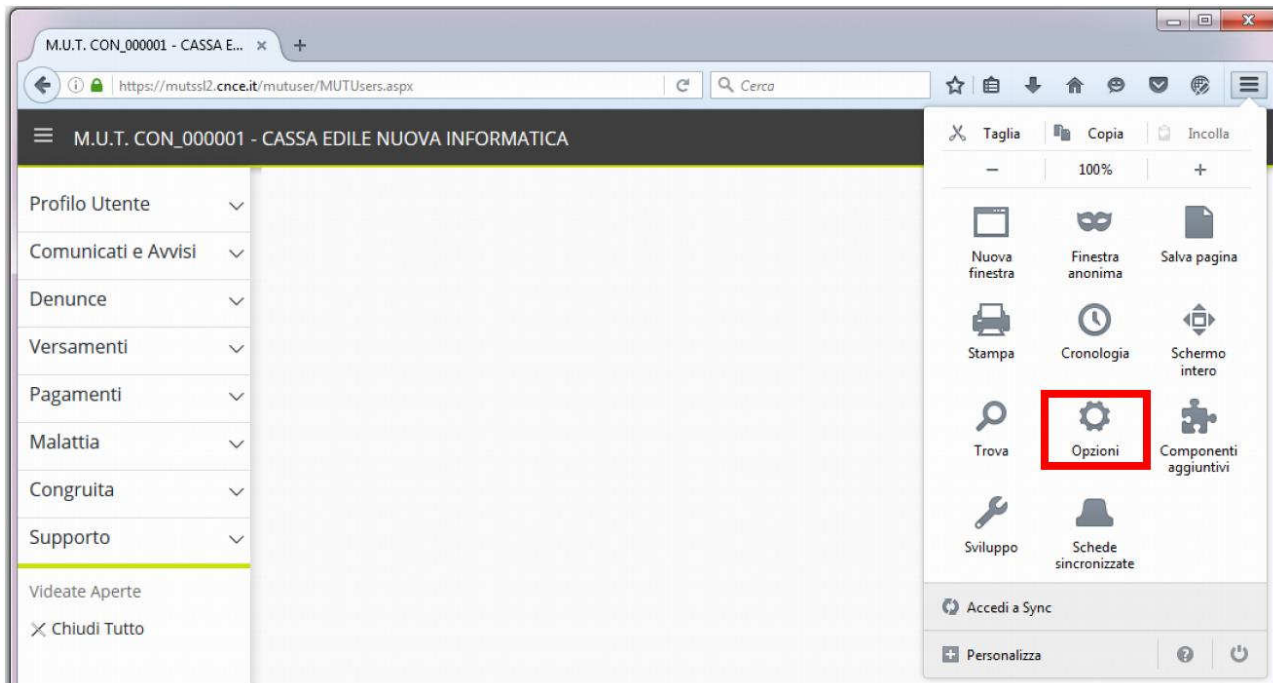 M.U.T. CON_000001 - CASSA E...
https://mutssl2.cnce.it/mutuser/MUTUsers.aspx
Cerca
M.U.T. CON_000001 - CASSA EDILE NUOVA INFORMATICA
Profilo Utente
Comunicati e Avvisi
Denunce
Versamenti
Pagamenti
Malattia
Congruita
Supporto
Videate Aperte
Chiudi Tutto
Taglia Copia Incolla
100%
Nuova
finestra
Finestra
anonima
Salva pagina
Stampa
Cronologia
Schermo
intero
Trova
Opzioni
Componenti
aggiuntivi
Sviluppo
Schede
sincronizzate
Accedi a Sync
Personalizza